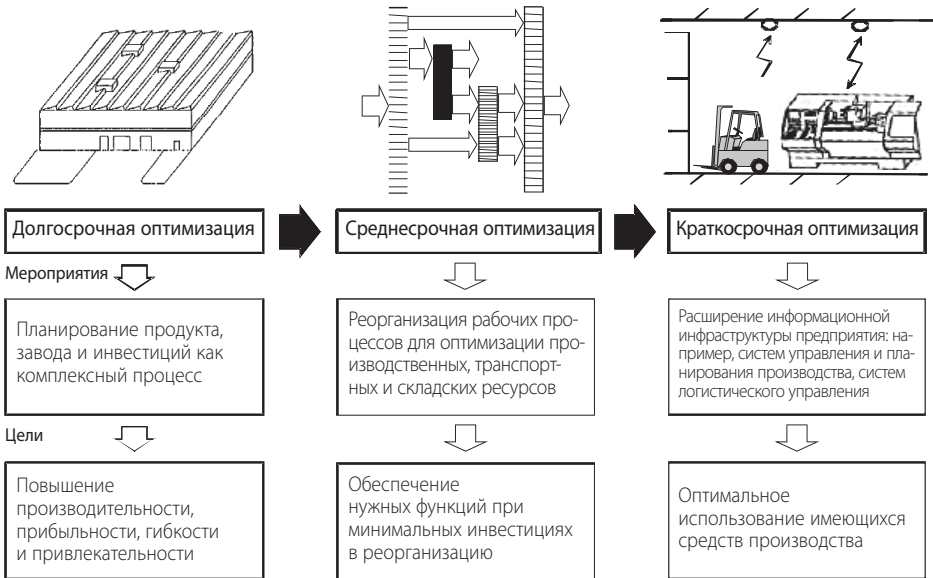 Долгосрочная оптимизация
Среднесрочная оптимизация
Краткосрочная оптимизация
Мероприятия
Планирование продукта,
завода и инвестиций как
комплексный процесс
Реорганизация рабочих про-
цессов для оптимизации про-
изводственных, транспорт-
ных и складских ресурсов
Расширение информационной
инфраструктуры предприятия: на-
пример, систем управления и пла-
нирования производства, систем
логистического управления
Цели
Повышение
производительности,
прибыльности, гибкости
и привлекательности
Обеспечение
нужных функций при
минимальных инвестициях
в реорганизацию
Оптимальное
использование имеющихся
средств производства